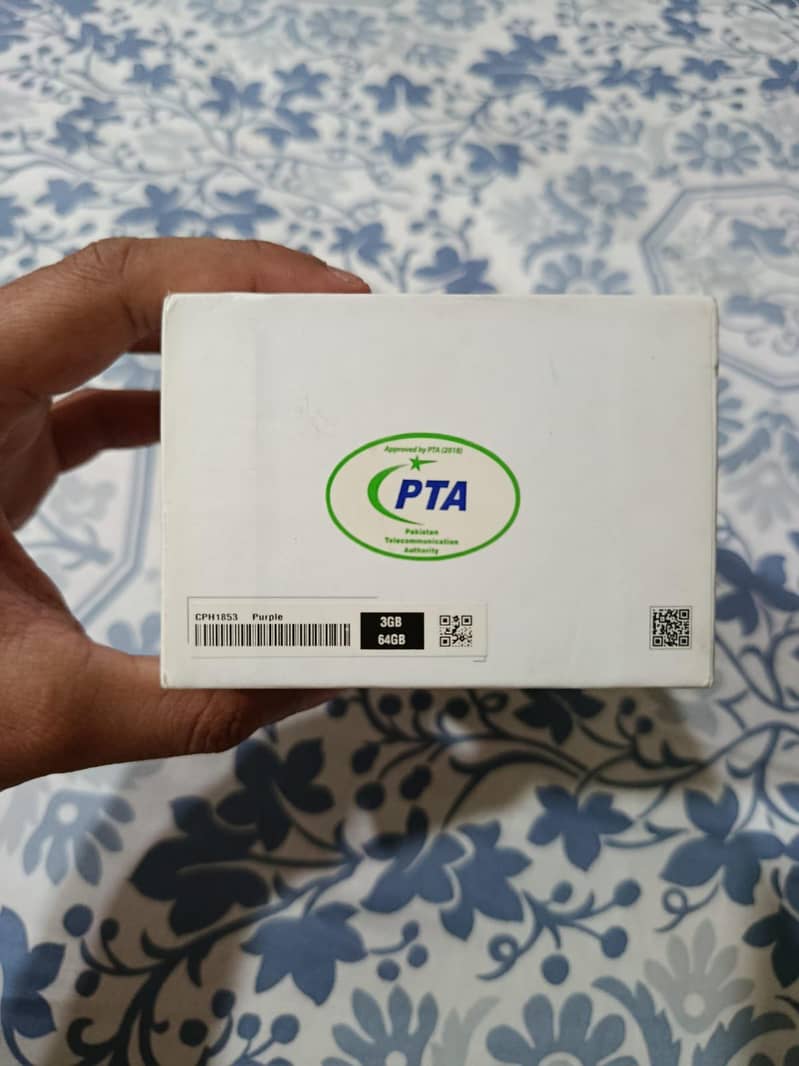 Approved by PTA (2018)
PTA
Pakistan
Telecommunication
Authority
CPH1853 Purple
3GB
64GB